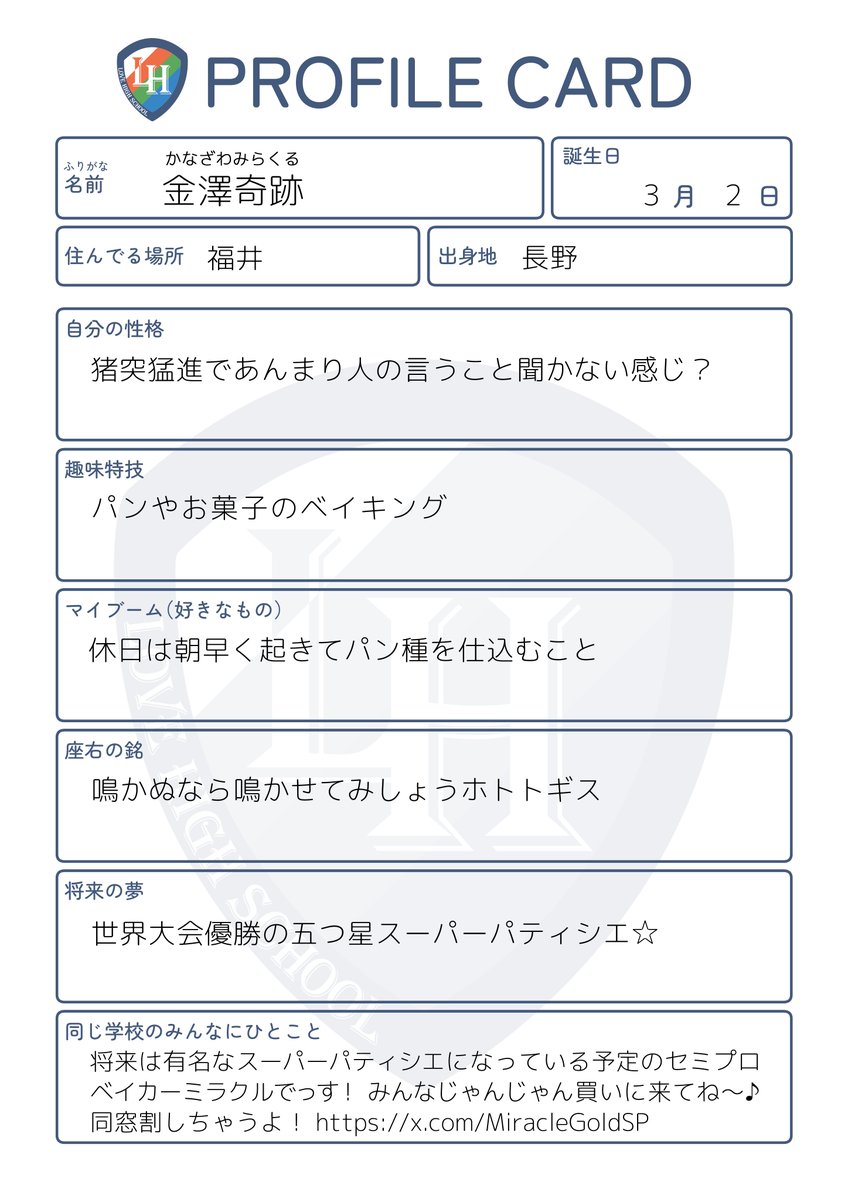 LH
LOVE HIGH SCHOOL
PROFILE CARD
ふりがな
かなざわみらくる
名前
金澤奇跡
誕生日
3 月 2 日
住んでる場所 福井
出身地 長野
自分の性格
猪突猛進であんまり人の言うこと聞かない感じ？
趣味特技
パンやお菓子のベイキング
マイブーム(好きなもの)
休日は朝早く起きてパン種を仕込むこと
座右の銘
鳴かぬなら鳴かせてみしょうホトトギス
将来の夢
世界大会優勝の五つ星スーパーパティシエ☆
同じ学校のみんなにひとこと
将来は有名なスーパーパティシエになっている予定のセミプロ
ベイカーミラクルでっす！ みんなじゃんじゃん買いに来てね〜♪
同窓割しちゃうよ！ https://x.com/MiracleGoldSP
LH
LOVE HIGH SCHOOL